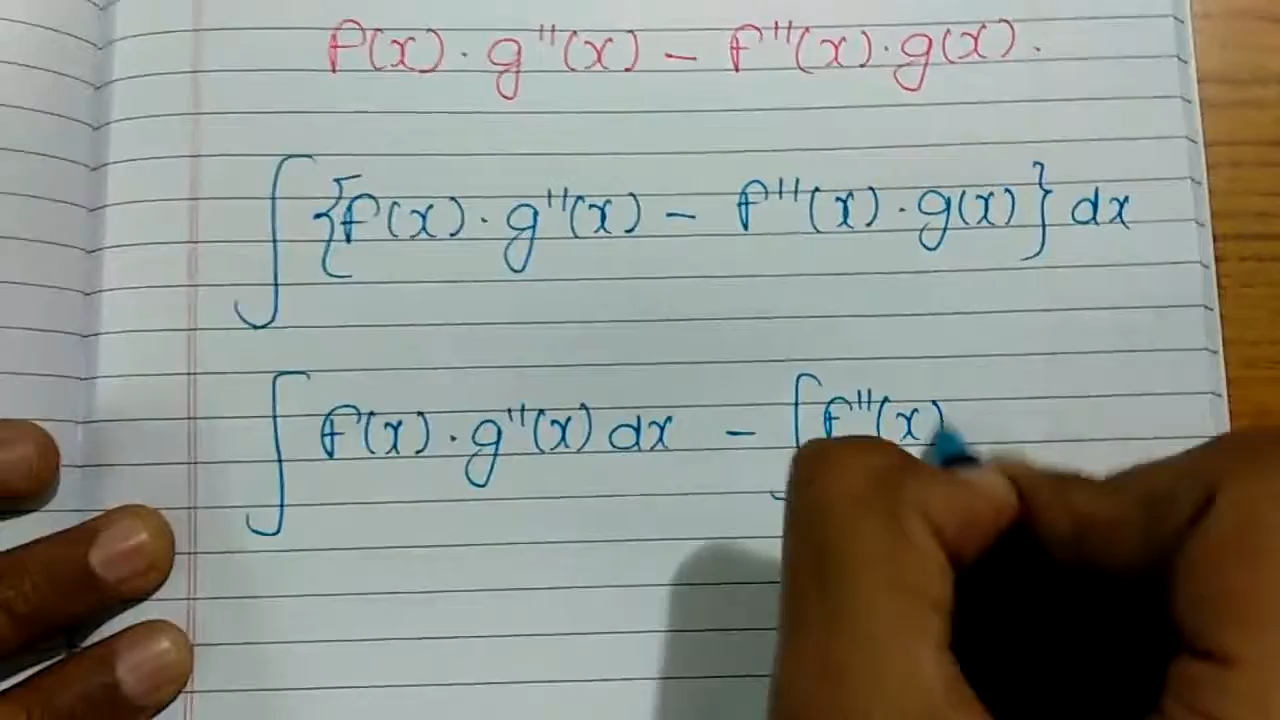 f(x) · g''(x) - f''(x) · g(x).
∫ {f(x) · g''(x) - f''(x) · g(x)} dx
∫ f(x) · g''(x) dx - ∫ f''(x)